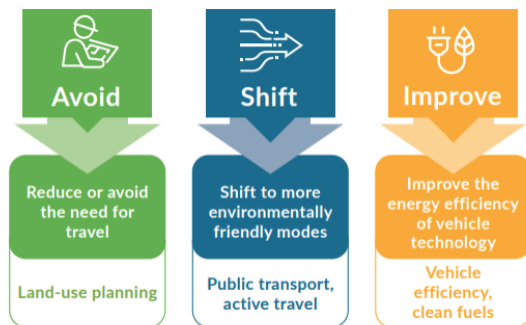 Avoid
Reduce or avoid
the need for
travel
Land-use planning
Shift
Shift to more
environmentally
friendly modes
Public transport,
active travel
Improve
Improve the
energy efficiency
of vehicle
technology
Vehicle
efficiency,
clean fuels